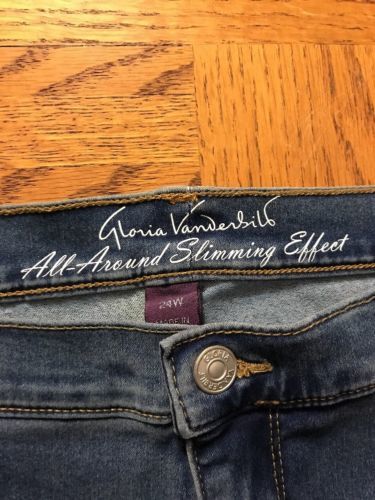 Gloria Vanderbilt
All-Around Slimming Effect
24W
MADE IN
GLORIA
VANDERBILT